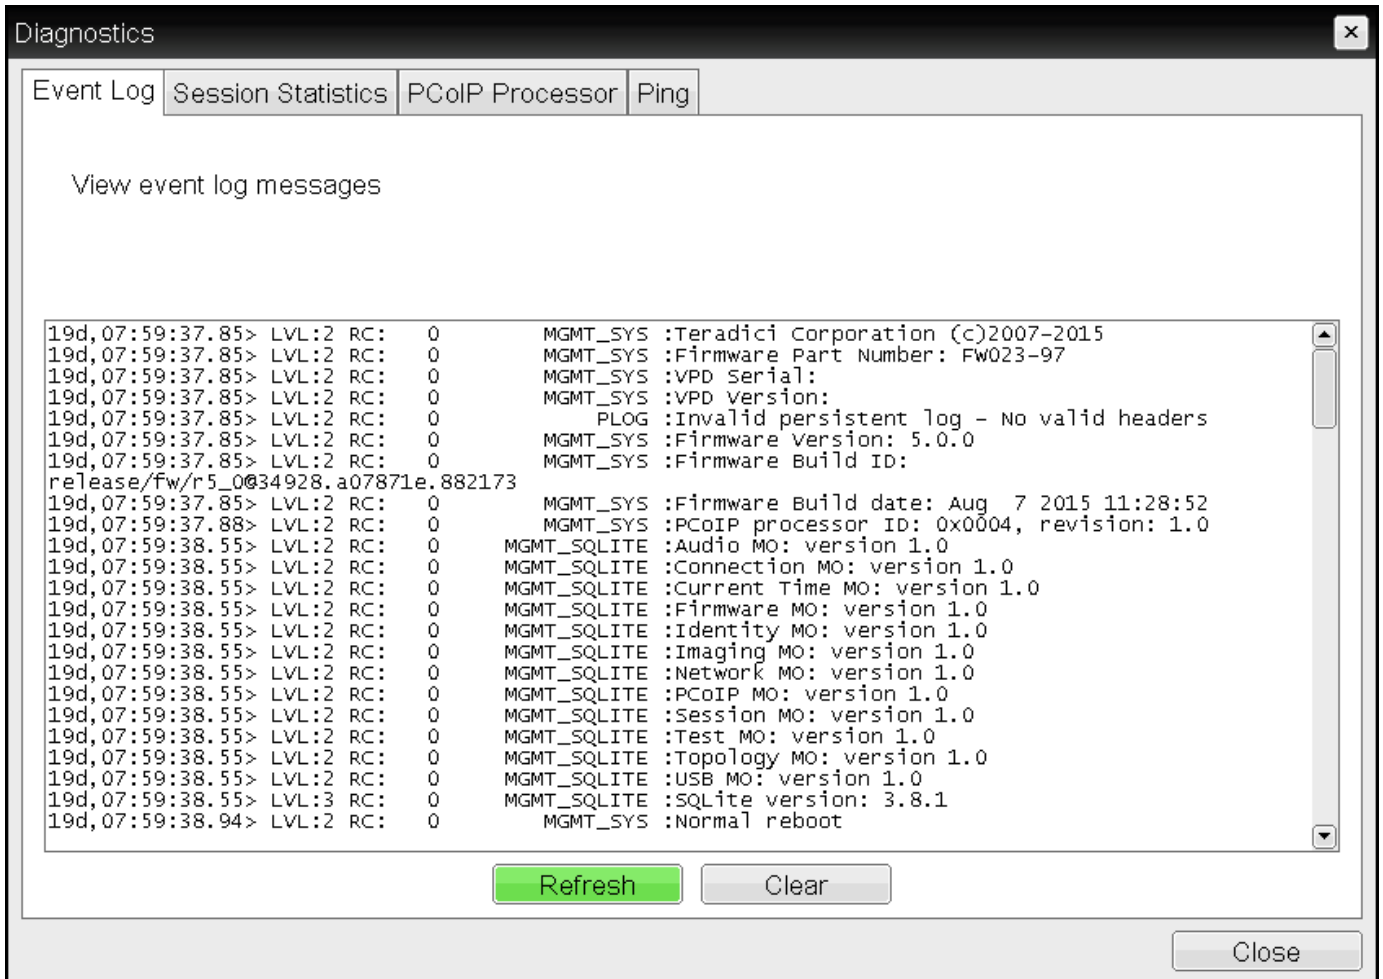 Diagnostics
Event Log Session Statistics PCoIP Processor Ping
View event log messages
19d,07:59:37.85> LVL:2 RC: 0 MGMT_SYS :Teradici Corporation (c)2007-2015
19d,07:59:37.85> LVL:2 RC: 0 MGMT_SYS :Firmware Part Number: FW023-97
19d,07:59:37.85> LVL:2 RC: 0 MGMT_SYS :VPD Serial:
19d,07:59:37.85> LVL:2 RC: 0 MGMT_SYS :VPD Version:
19d,07:59:37.85> LVL:2 RC: 0 PLOG :Invalid persistent log - No valid headers
19d,07:59:37.85> LVL:2 RC: 0 MGMT_SYS :Firmware Version: 5.0.0
19d,07:59:37.85> LVL:2 RC: 0 MGMT_SYS :Firmware Build ID:
release/fw/r5_0@34928.a07871e.882173
19d,07:59:37.85> LVL:2 RC: 0 MGMT_SYS :Firmware Build date: Aug 7 2015 11:28:52
19d,07:59:37.88> LVL:2 RC: 0 MGMT_SYS :PCoIP processor ID: 0x0004, revision: 1.0
19d,07:59:38.55> LVL:2 RC: 0 MGMT_SQLITE :Audio MO: version 1.0
19d,07:59:38.55> LVL:2 RC: 0 MGMT_SQLITE :Connection MO: version 1.0
19d,07:59:38.55> LVL:2 RC: 0 MGMT_SQLITE :Current Time MO: version 1.0
19d,07:59:38.55> LVL:2 RC: 0 MGMT_SQLITE :Firmware MO: version 1.0
19d,07:59:38.55> LVL:2 RC: 0 MGMT_SQLITE :Identity MO: version 1.0
19d,07:59:38.55> LVL:2 RC: 0 MGMT_SQLITE :Imaging MO: version 1.0
19d,07:59:38.55> LVL:2 RC: 0 MGMT_SQLITE :Network MO: version 1.0
19d,07:59:38.55> LVL:2 RC: 0 MGMT_SQLITE :PCoIP MO: version 1.0
19d,07:59:38.55> LVL:2 RC: 0 MGMT_SQLITE :Session MO: version 1.0
19d,07:59:38.55> LVL:2 RC: 0 MGMT_SQLITE :Test MO: version 1.0
19d,07:59:38.55> LVL:2 RC: 0 MGMT_SQLITE :Topology MO: version 1.0
19d,07:59:38.55> LVL:2 RC: 0 MGMT_SQLITE :USB MO: version 1.0
19d,07:59:38.55> LVL:3 RC: 0 MGMT_SQLITE :SQLite version: 3.8.1
19d,07:59:38.94> LVL:2 RC: 0 MGMT_SYS :Normal reboot
Refresh Clear
Close